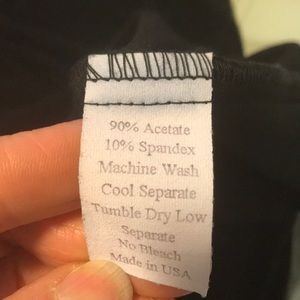 90% Acetate
10% Spandex
Machine Wash
Cool Separate
Tumble Dry Low
Separate
No Bleach
Made in USA